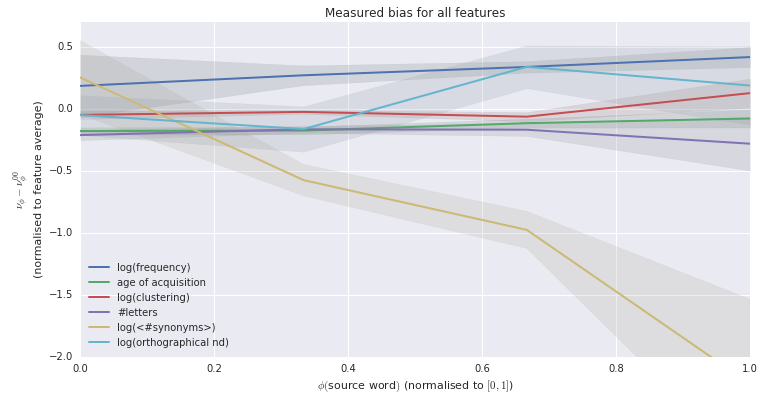 Measured bias for all features
0.5
0.0
−0.5
−1.0
−1.5
−2.0
ν_ϕ − ν_ϕ^00
(normalised to feature average)
log(frequency)
age of acquisition
log(clustering)
#letters
log(<#synonyms>)
log(orthographical nd)
0.0 0.2 0.4 0.6 0.8 1.0
ϕ(source word) (normalised to [0, 1])